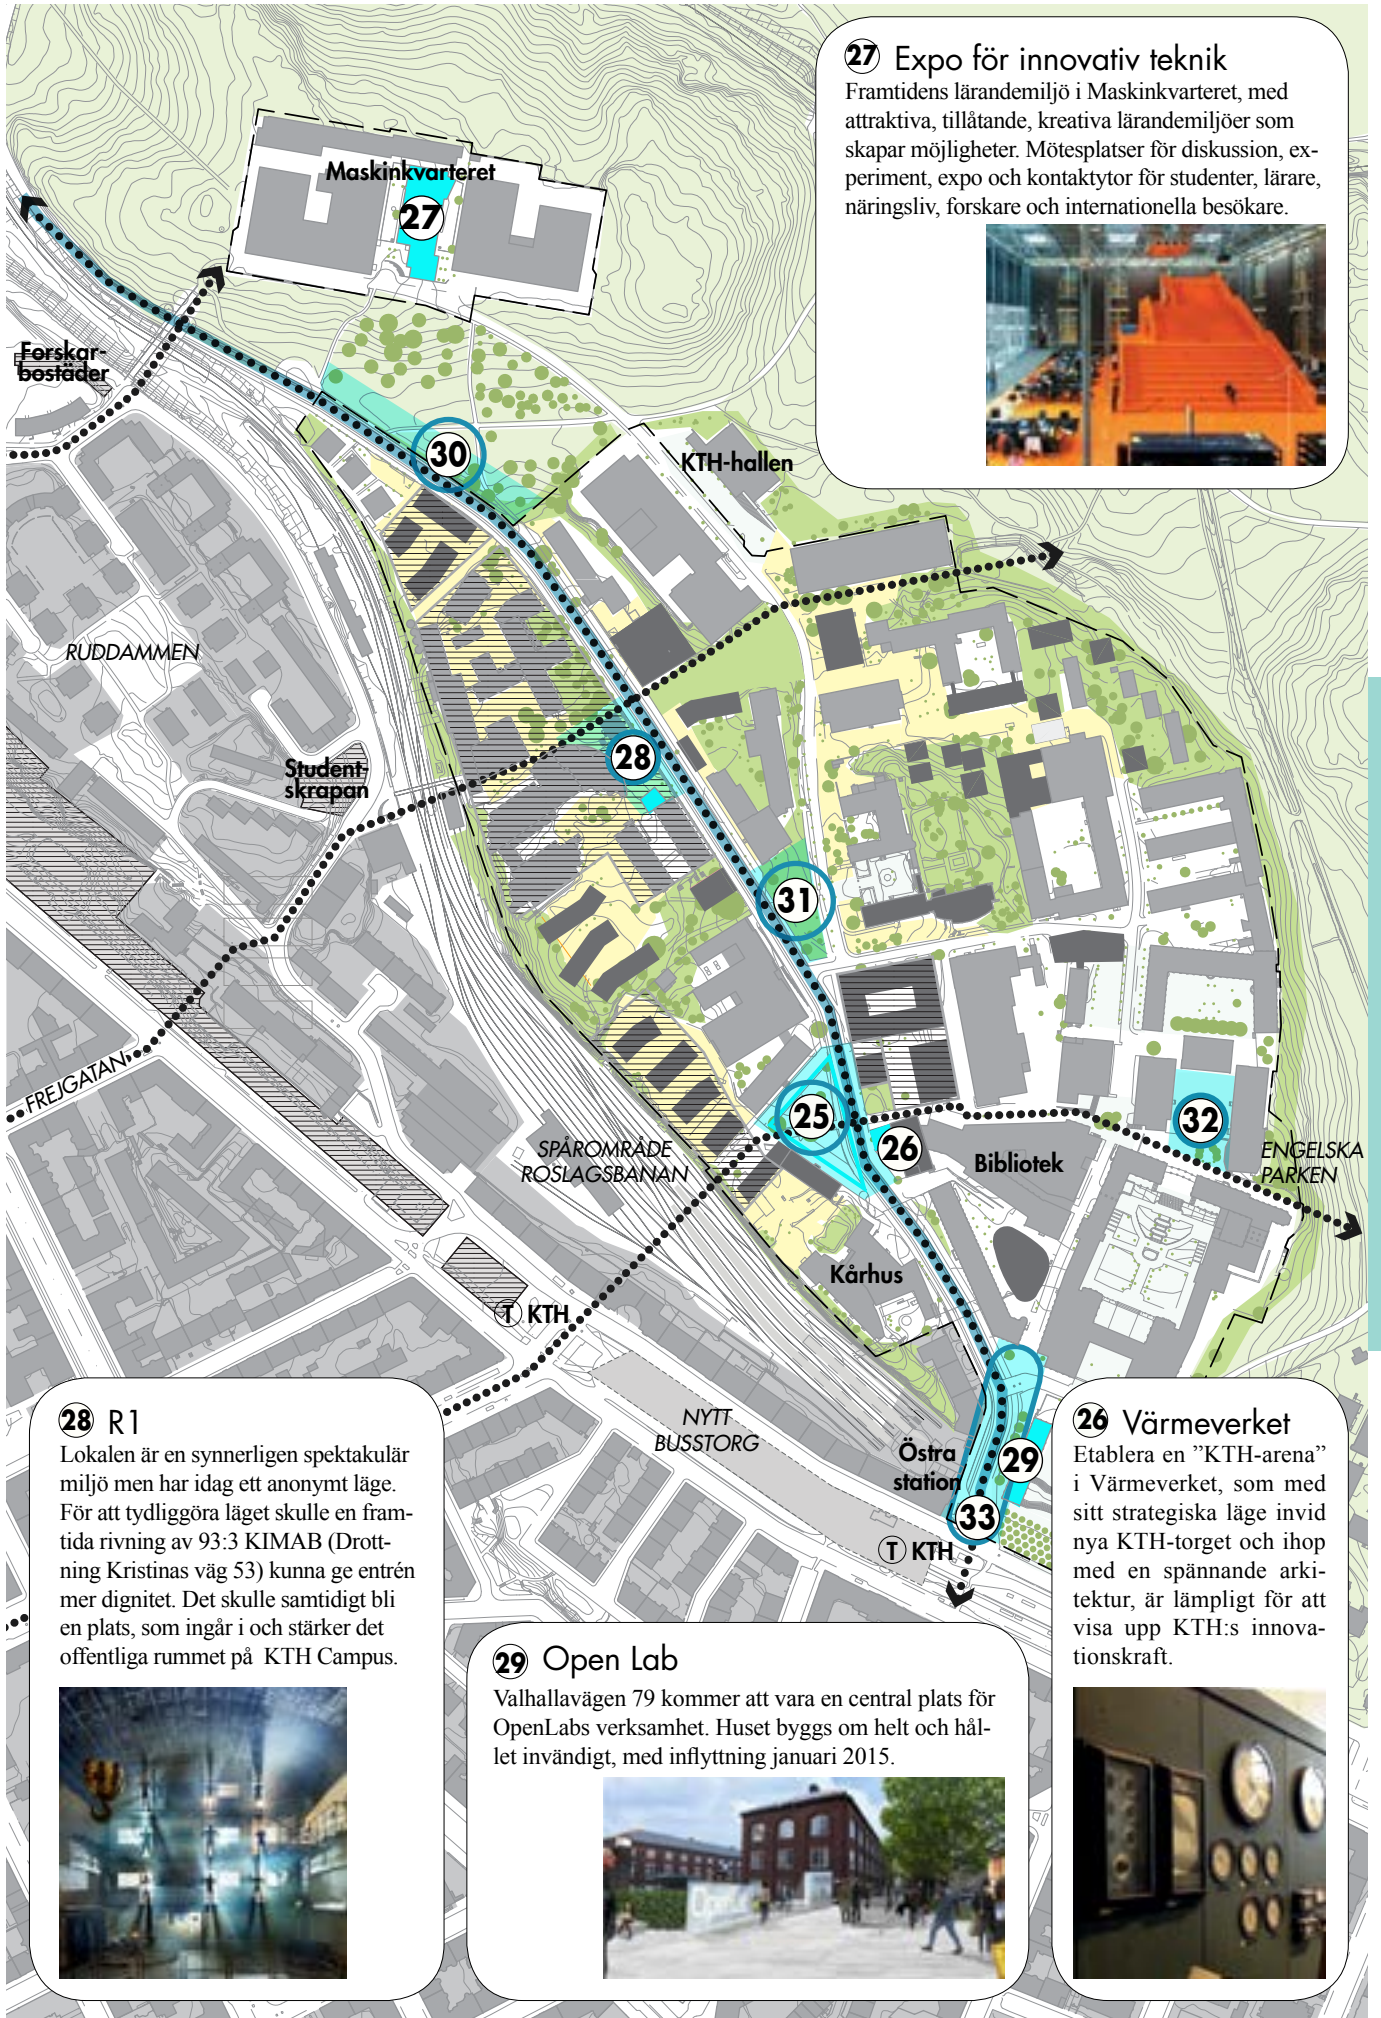 27 Expo för innovativ teknik
Framtidens lärandemiljö i Maskinkvarteret, med
attraktiva, tillåtande, kreativa lärandemiljöer som
skapar möjligheter. Mötesplatser för diskussion, ex-
periment, expo och kontaktytor för studenter, lärare,
näringsliv, forskare och internationella besökare.
Maskinkvarteret
27
Forskar-
bostäder
30
KTH-hallen
RUDDAMMEN
28
Student-
skrapan
31
FREJGATAN
25
32
26
SPÅROMRÅDE
ROSLAGSBANAN
Bibliotek
ENGELSKA
PARKEN
Kårhus
T KTH
NYTT
BUSSTORG
Östra
station
29
33
T KTH
28 R1
Lokalen är en synnerligen spektakulär
miljö men har idag ett anonymt läge.
För att tydliggöra läget skulle en fram-
tida rivning av 93:3 KIMAB (Drott-
ning Kristinas väg 53) kunna ge entrén
mer dignitet. Det skulle samtidigt bli
en plats, som ingår i och stärker det
offentliga rummet på KTH Campus.
29 Open Lab
Valhallavägen 79 kommer att vara en central plats för
OpenLabs verksamhet. Huset byggs om helt och hål-
let invändigt, med inflyttning januari 2015.
26 Värmeverket
Etablera en ”KTH-arena”
i Värmeverket, som med
sitt strategiska läge invid
nya KTH-torget och ihop
med en spännande arki-
tektur, är lämpligt för att
visa upp KTH:s innova-
tionskraft.